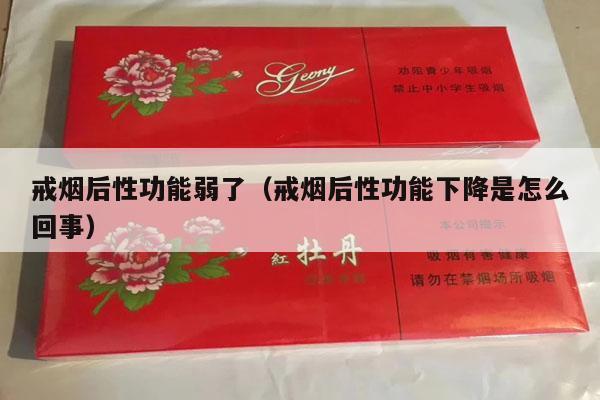 Geony
劝阻青少年吸烟
禁止中小学生吸烟
戒烟后性功能弱了（戒烟后性功能下降是怎么
回事）
本公司提示
紅牡丹
吸烟有害健康
请勿在禁烟场所吸烟